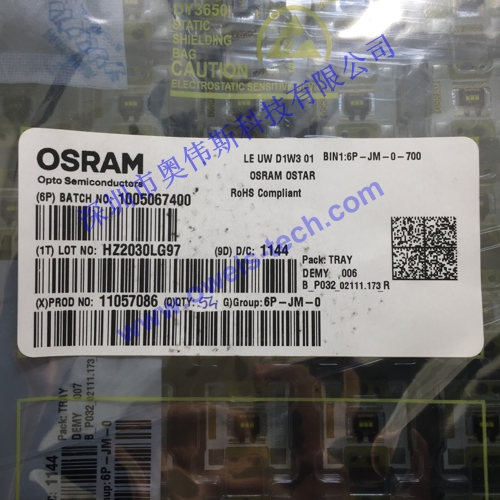 DY3650I
STATIC
SHIELDING
BAG
CAUTION
ELECTROSTATIC SENSITIVE
OSRAM
Opto Semiconductors
LE UW D1W3 01
BIN1:6P-JM-0-700
OSRAM OSTAR
RoHS Compliant
(6P) BATCH NO: 1005067400
(1T) LOT NO: HZ2030LG97
(9D) D/C: 1144
Pack: TRAY
DEMY 006
B_P032_02111.173 R
(X)PROD NO: 11057086
(Q)QTY: 54
G)Group:6P-JM-0
深圳市奥伟斯科技有限公司
www.oweis-tech.com
Pack: TRAY
DEMY 007
B_P032_02111.173
C: 1144
Group:6P-JM-0